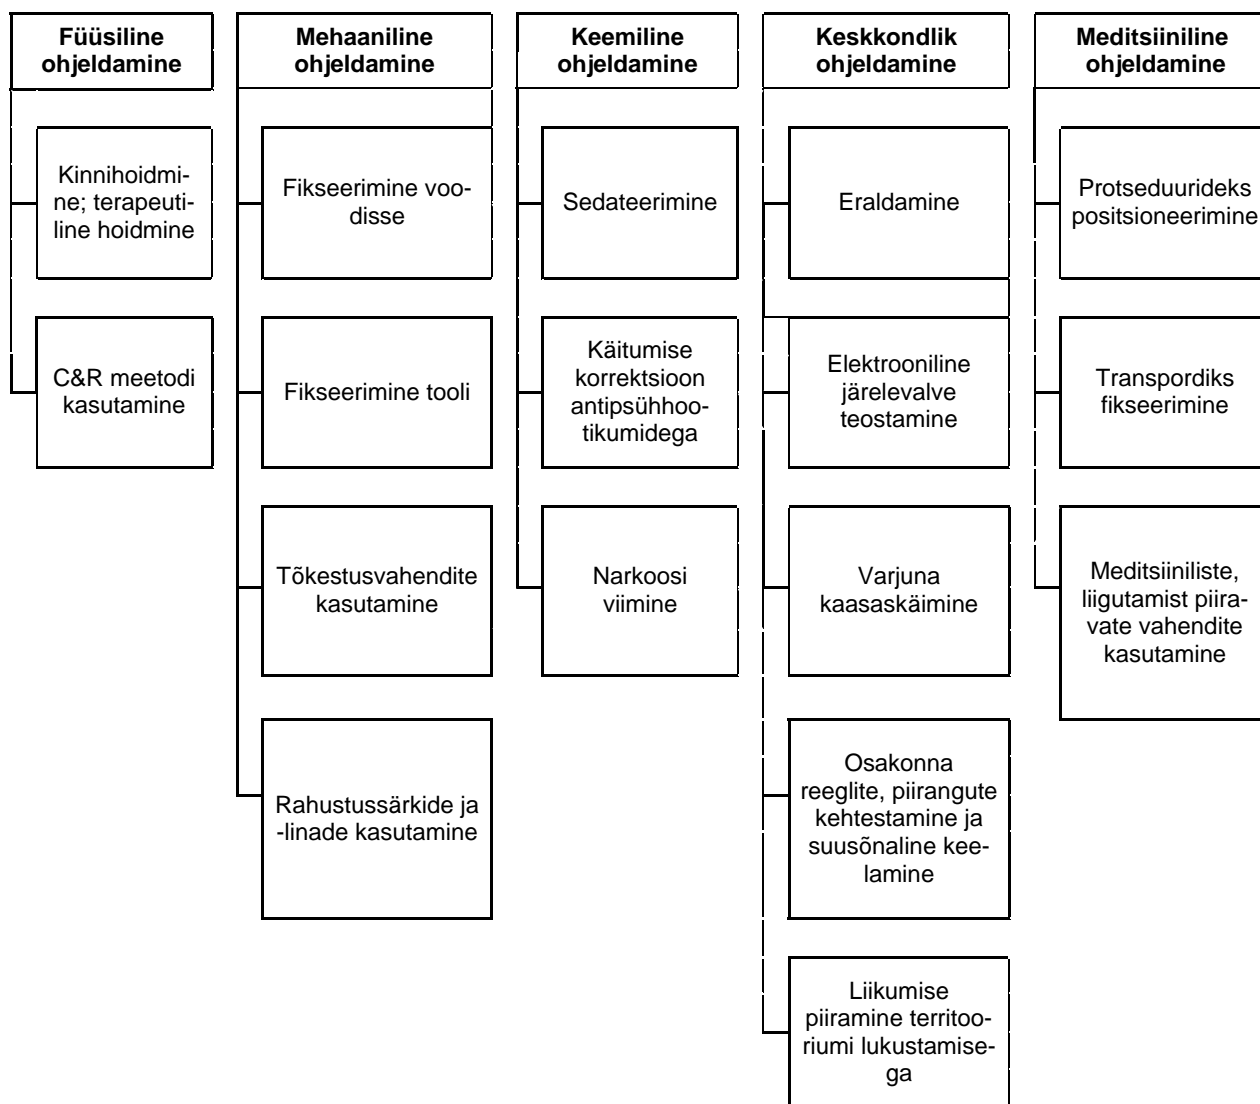 Füüsiline
ohjeldamine
Kinnihoidmi-
ne; terapeuti-
line hoidmine
C&R meetodi
kasutamine
Mehaaniline
ohjeldamine
Fikseerimine voo-
disse
Fikseerimine tooli
Tõkestusvahendite
kasutamine
Rahustussärkide ja
-linade kasutamine
Keemiline
ohjeldamine
Sedateerimine
Käitumise
korrektsioon
antipsühhoo-
tikumidega
Narkoosi
viimine
Keskkondlik
ohjeldamine
Eraldamine
Elektrooniline
järelevalve
teostamine
Varjuna
kaasaskäimine
Osakonna
reeglite, piirangute
kehtestamine ja
suusõnaline kee-
lamine
Liikumise
piiramine territoo-
riumi lukustamise-
ga
Meditsiiniline
ohjeldamine
Protseduurideks
positsioneerimine
Transpordiks
fikseerimine
Meditsiiniliste,
liigutamist piira-
vate vahendite
kasutamine